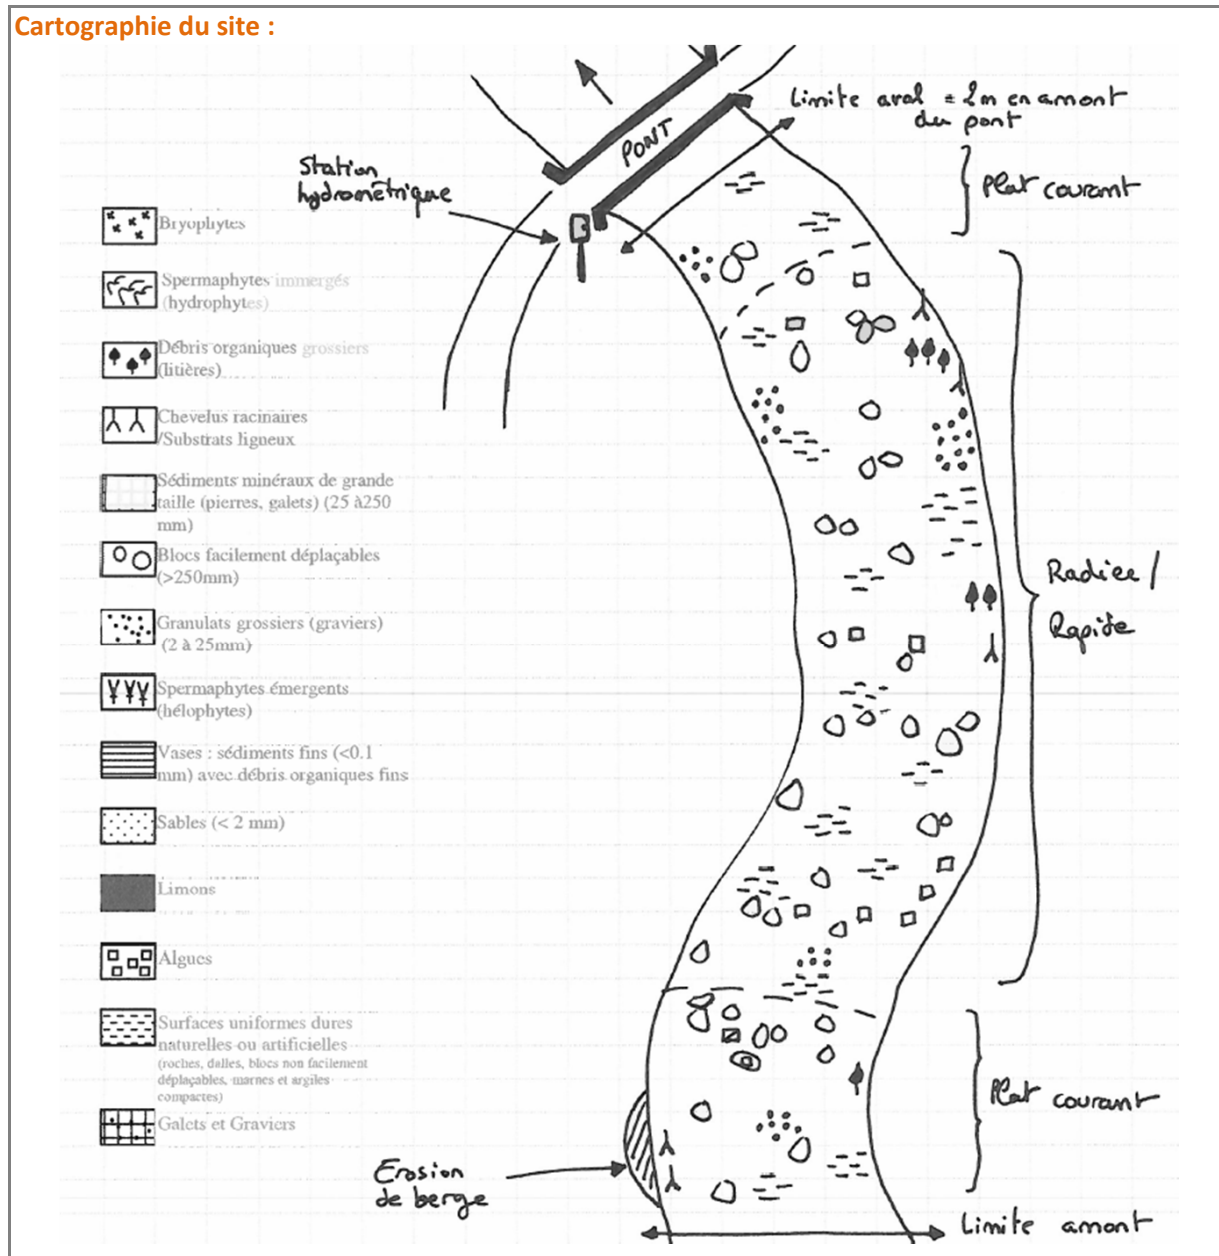 Cartographie du site :
Limite aval = 2m en amont
du pont
PONT
Station
hydrométrique
Plat courant
Bryophytes
Spermaphytes immergés
(hydrophytes)
Débris organiques grossiers
(litières)
Chevelus racinaires
/Substrats ligneux
Sédiments minéraux de grande
taille (pierres, galets) (25 à250
mm)
Blocs facilement déplaçables
(>250mm)
Granulats grossiers (graviers)
(2 à 25mm)
Spermaphytes émergents
(hélophytes)
Vases : sédiments fins (<0.1
mm) avec débris organiques fins
Sables (< 2 mm)
Limons
Algues
Surfaces uniformes dures
naturelles ou artificielles
(roches, dalles, blocs non facilement
déplaçables, marnes et argiles
compactes)
Galets et Graviers
Radier /
Rapide
Plat courant
Erosion
de berge
Limite amont